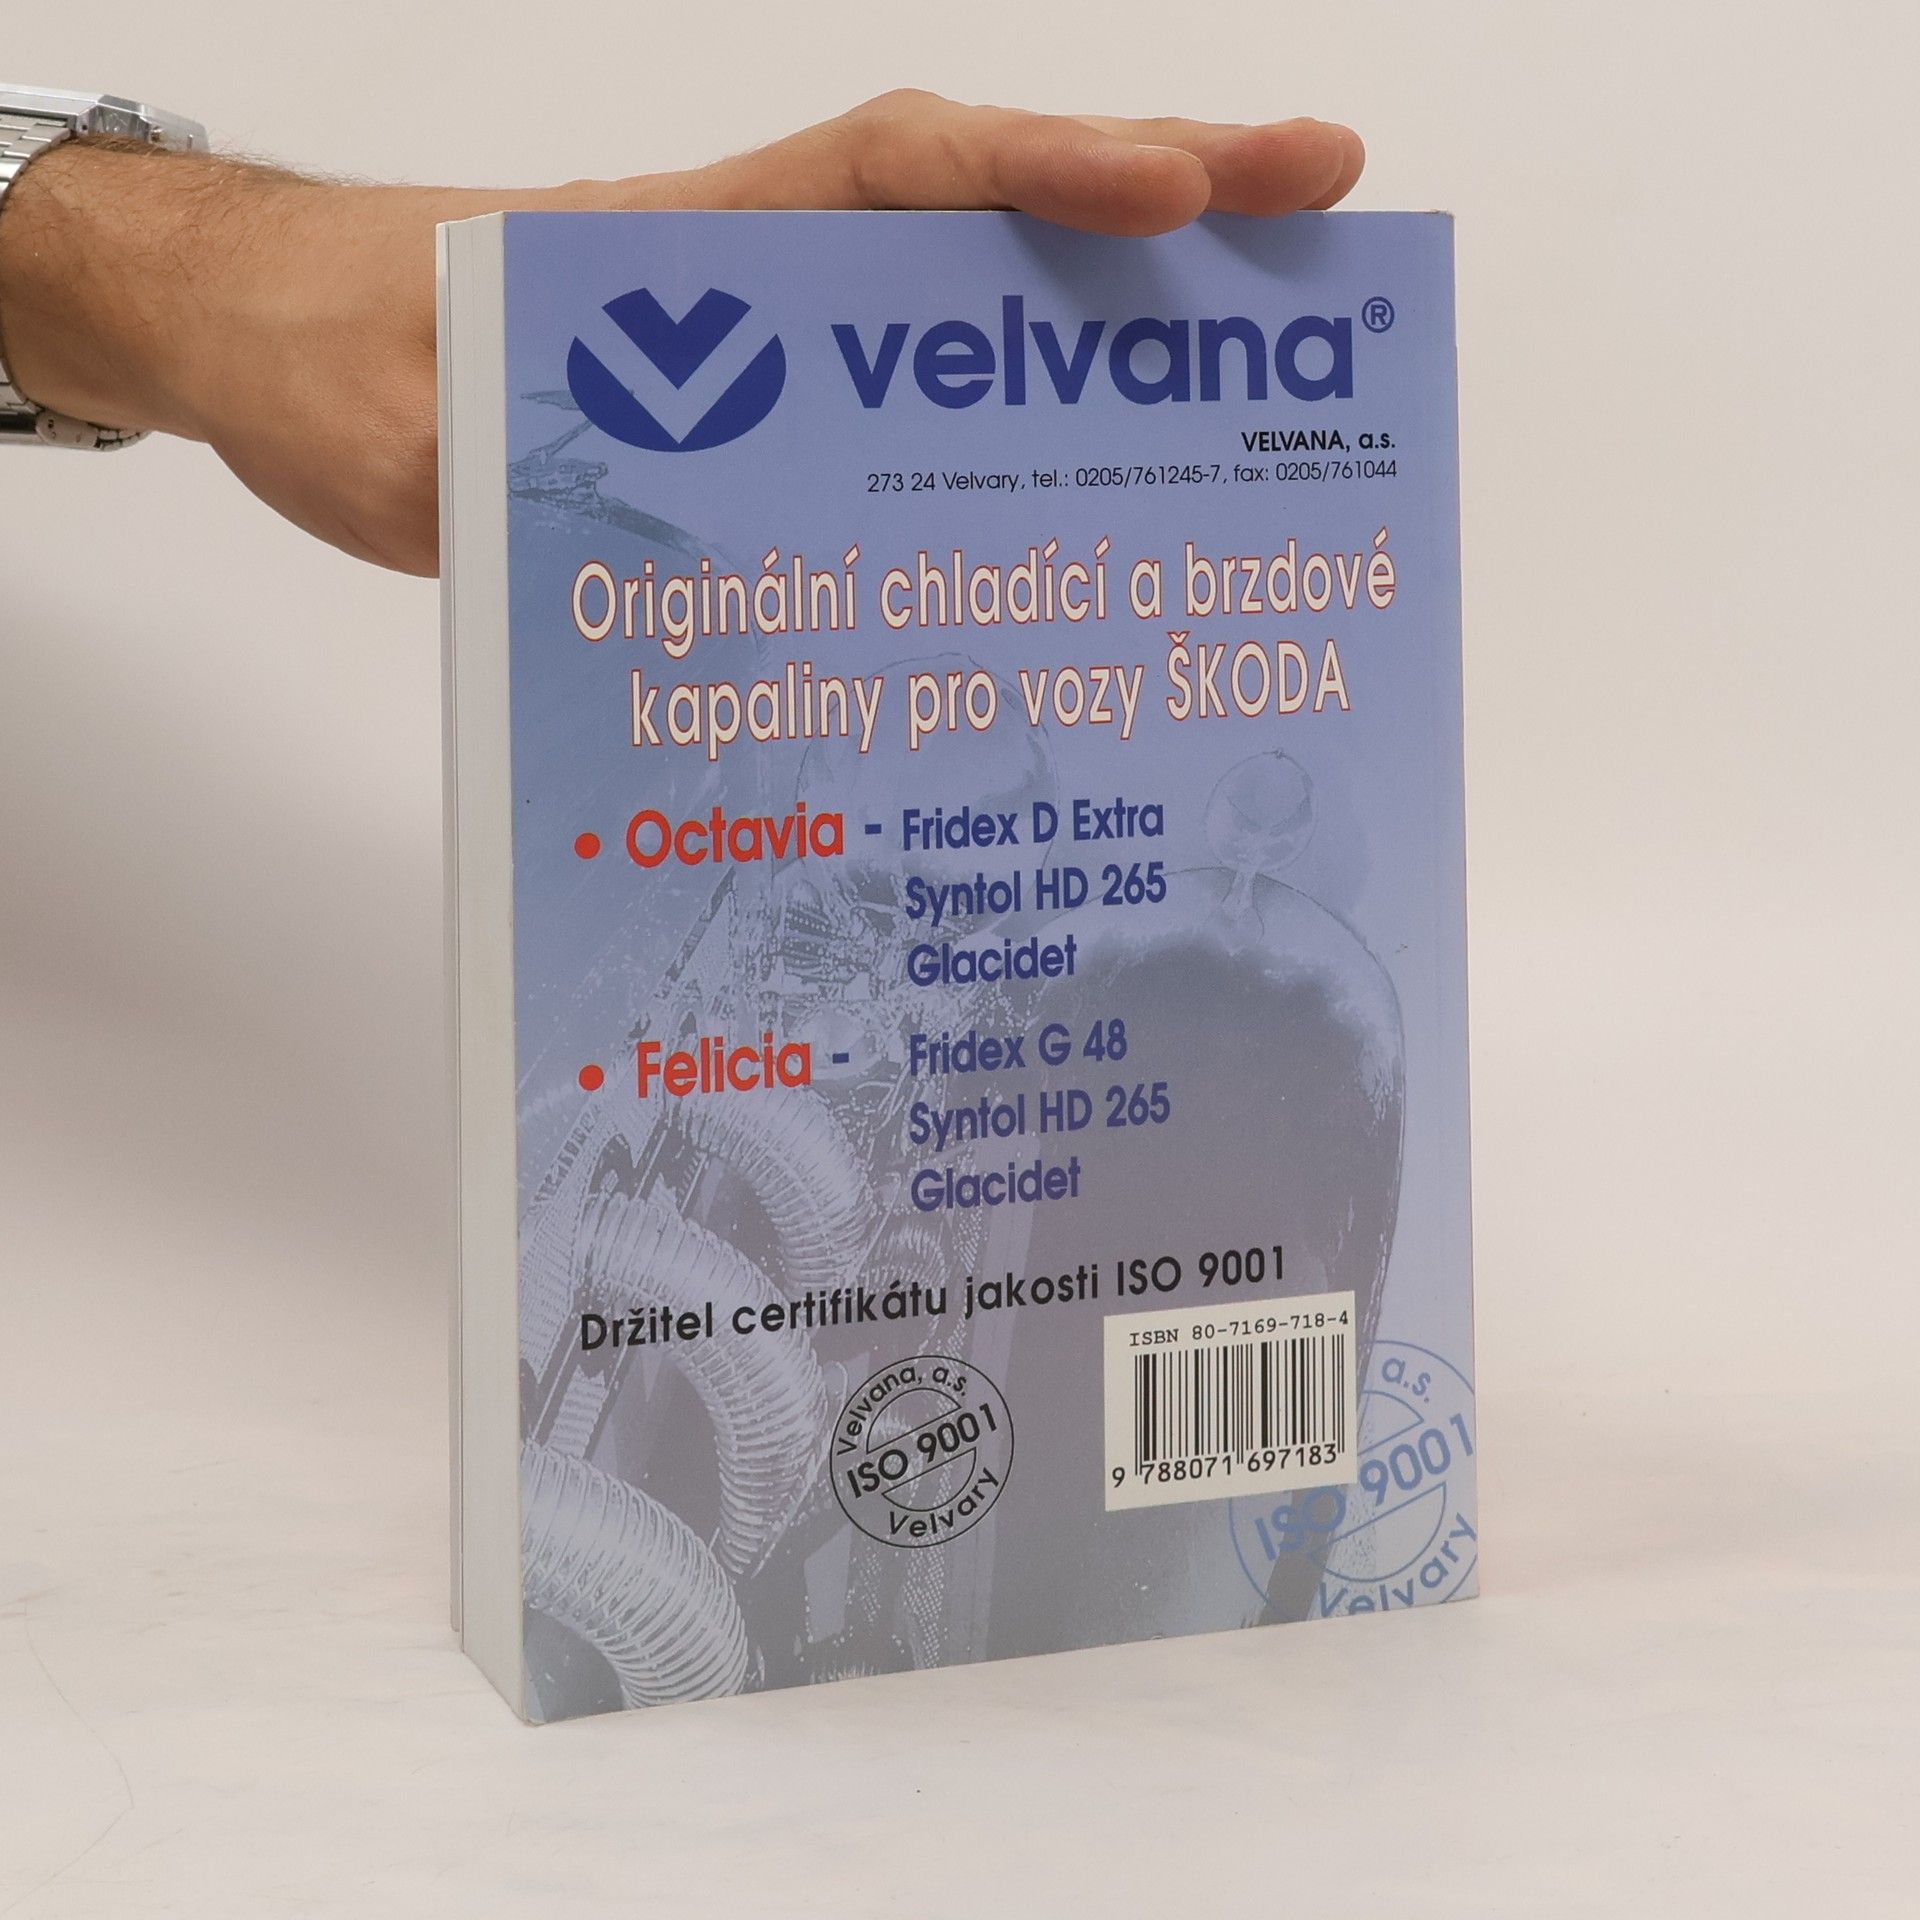 velvana®
VELVANA, a.s.
273 24 Velvary, tel.: 0205/761245-7, fax: 0205/761044
Originální chladící a brzdové
kapaliny pro vozy ŠKODA
• Octavia - Fridex D Extra
Syntol HD 265
Glacidet
• Felicia - Fridex G 48
Syntol HD 265
Glacidet
Držitel certifikátu jakosti ISO 9001
ISBN 80-7169-718-4
9 788071 697183
Velvana, a.s.
ISO 9001
Velvary
a.s.
ISO 9001
Velvary